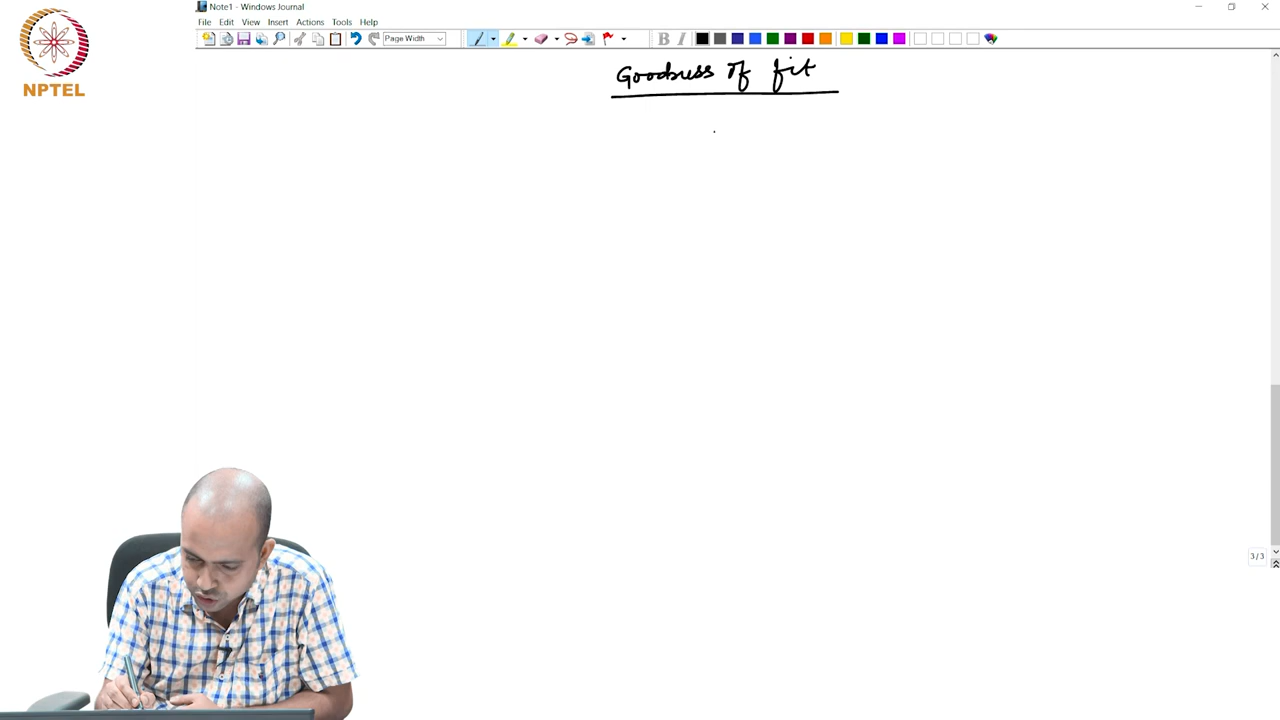 Note1 - Windows Journal
File Edit View Insert Actions Tools Help
Page Width
B I
Goodness of fit
NPTEL
3/3